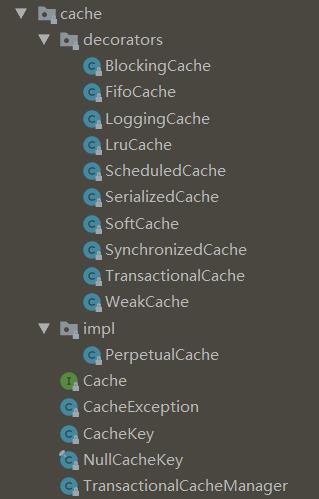 cache
decorators
C BlockingCache
C FifoCache
C LoggingCache
C LruCache
C ScheduledCache
C SerializedCache
C SoftCache
C SynchronizedCache
C TransactionalCache
C WeakCache
impl
C PerpetualCache
I Cache
C CacheException
C CacheKey
C NullCacheKey
C TransactionalCacheManager